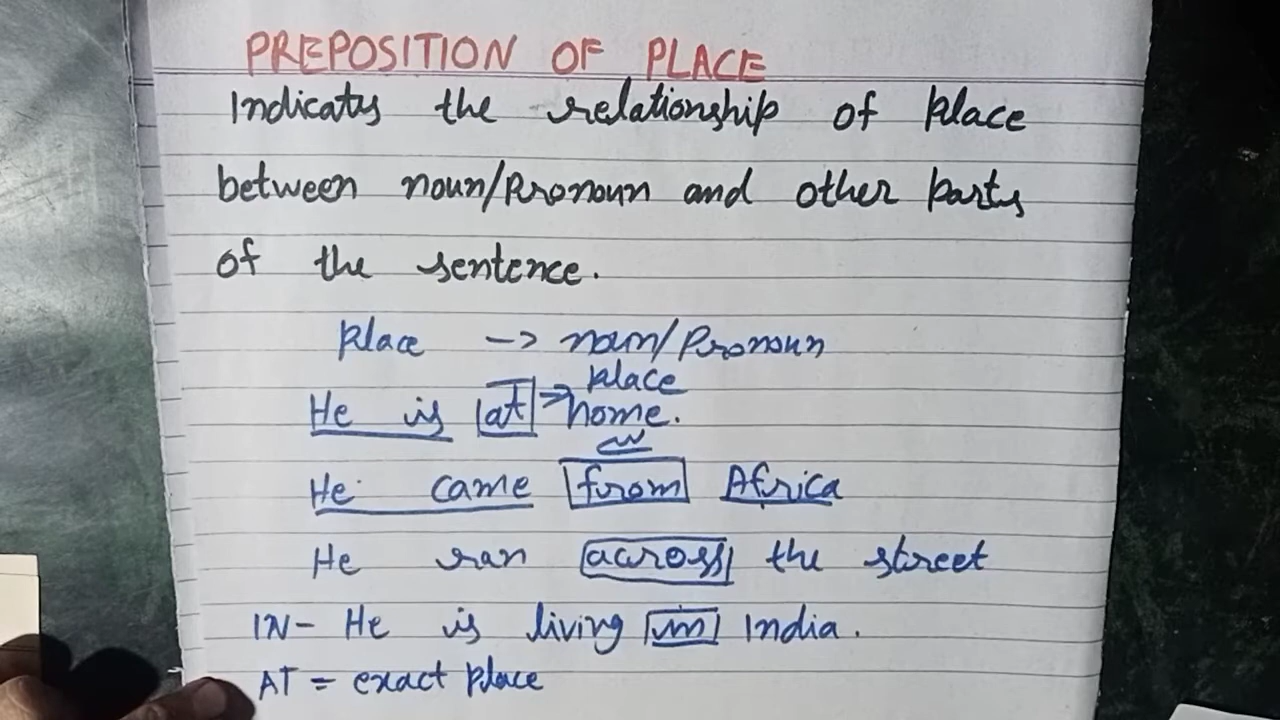 PREPOSITION OF PLACE
Indicates the relationship of place
between noun/Pronoun and other parts
of the sentence.
place -> noun/Pronoun
place
He is at => home.
He came from Africa
He ran across the street
IN- He is living in India.
AT = exact place